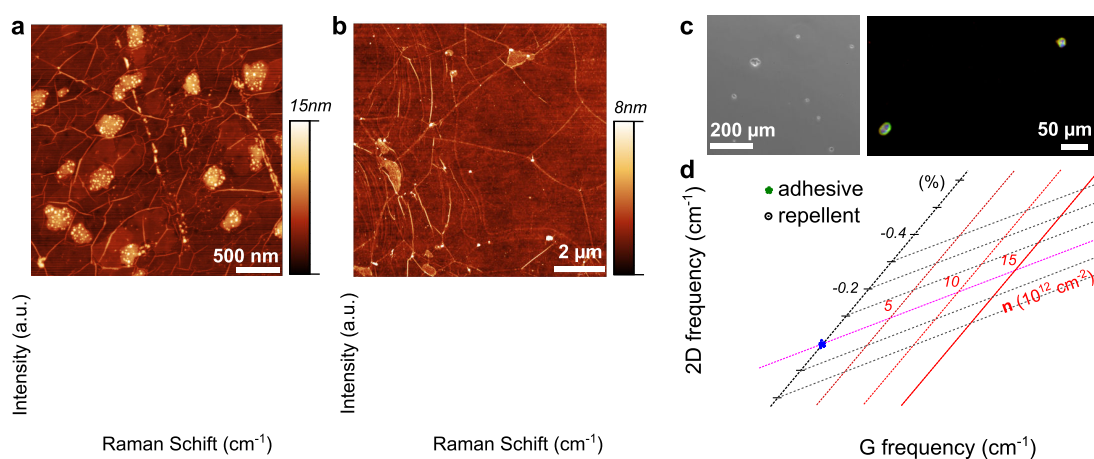 a
b
c
15nm
8nm
500 nm
2 µm
200 µm
50 µm
d
adhesive
repellent
(%)
-0.4
-0.2
5
10
15
n (10¹² cm⁻²)
2D frequency (cm⁻¹)
G frequency (cm⁻¹)
Intensity (a.u.)
Raman Schift (cm⁻¹)
Intensity (a.u.)
Raman Schift (cm⁻¹)